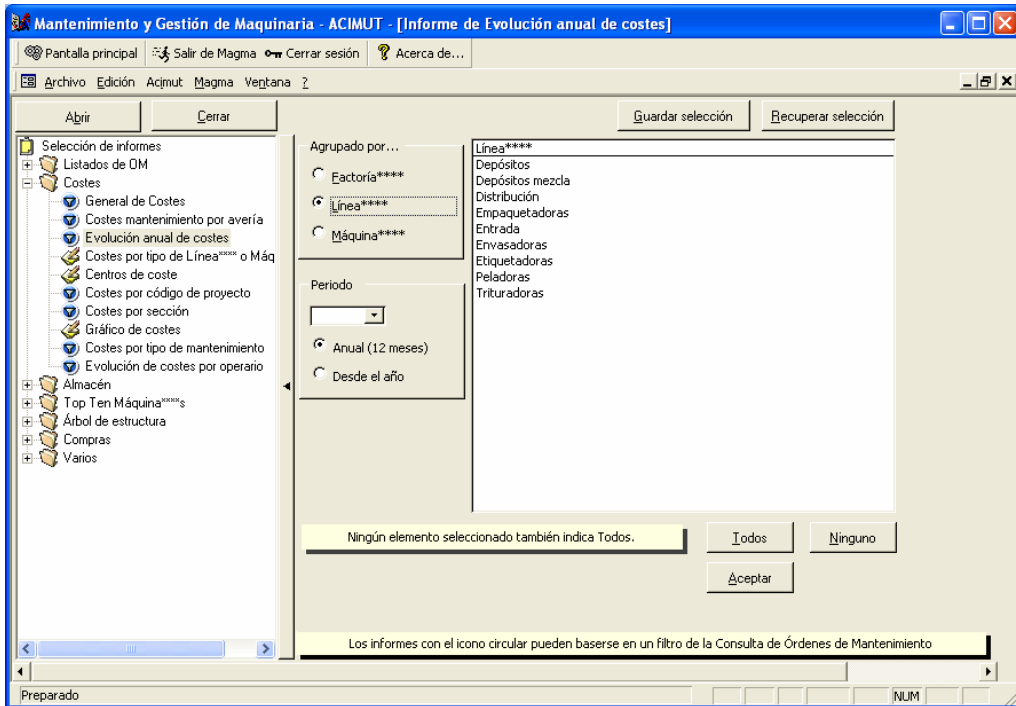 Mantenimiento y Gestión de Maquinaria - ACIMUT - [Informe de Evolución anual de costes]
Pantalla principal Salir de Magma Cerrar sesión Acerca de...
Archivo Edición Acimut Magma Ventana ?
Abrir Cerrar Guardar selección Recuperar selección
Selección de informes
Listados de OM
Costes
General de Costes
Costes mantenimiento por avería
Evolución anual de costes
Costes por tipo de Línea**** o Máq
Centros de coste
Costes por código de proyecto
Costes por sección
Gráfico de costes
Costes por tipo de mantenimiento
Evolución de costes por operario
Almacén
Top Ten Máquina****s
Árbol de estructura
Compras
Varios
Agrupado por...
Factoría****
Línea****
Máquina****
Periodo
Anual (12 meses)
Desde el año
Línea****
Depósitos
Depósitos mezcla
Distribución
Empaquetadoras
Entrada
Envasadoras
Etiquetadoras
Peladoras
Trituradoras
Ningún elemento seleccionado también indica Todos.
Todos Ninguno
Aceptar
Los informes con el icono circular pueden baserse en un filtro de la Consulta de Órdenes de Mantenimiento
Preparado NUM